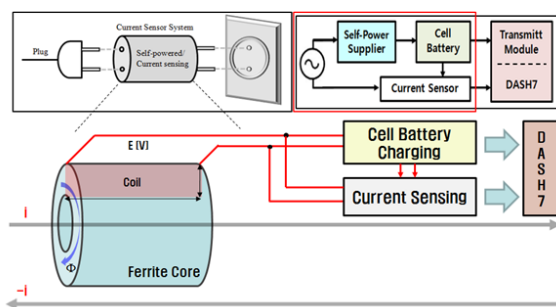 Current Sensor System
Plug
Self-powered/
Current sensing
Self-Power
Supplier
Cell
Battery
Transmitt
Module
Current Sensor
DASH7
E [V]
Coil
Cell Battery
Charging
Current Sensing
D
A
S
H
7
i
Φ
Ferrite Core
-i